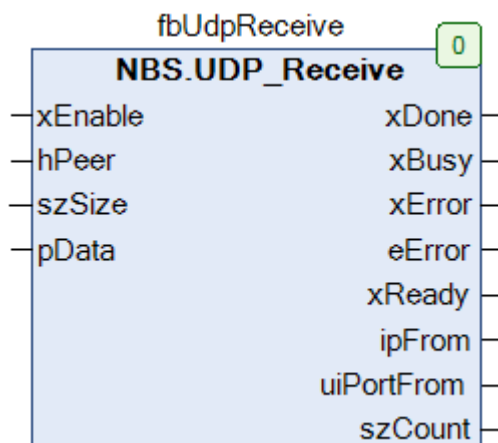 fbUdpReceive
0
NBS.UDP_Receive
xEnable xDone
hPeer xBusy
szSize xError
pData eError
xReady
ipFrom
uiPortFrom
szCount